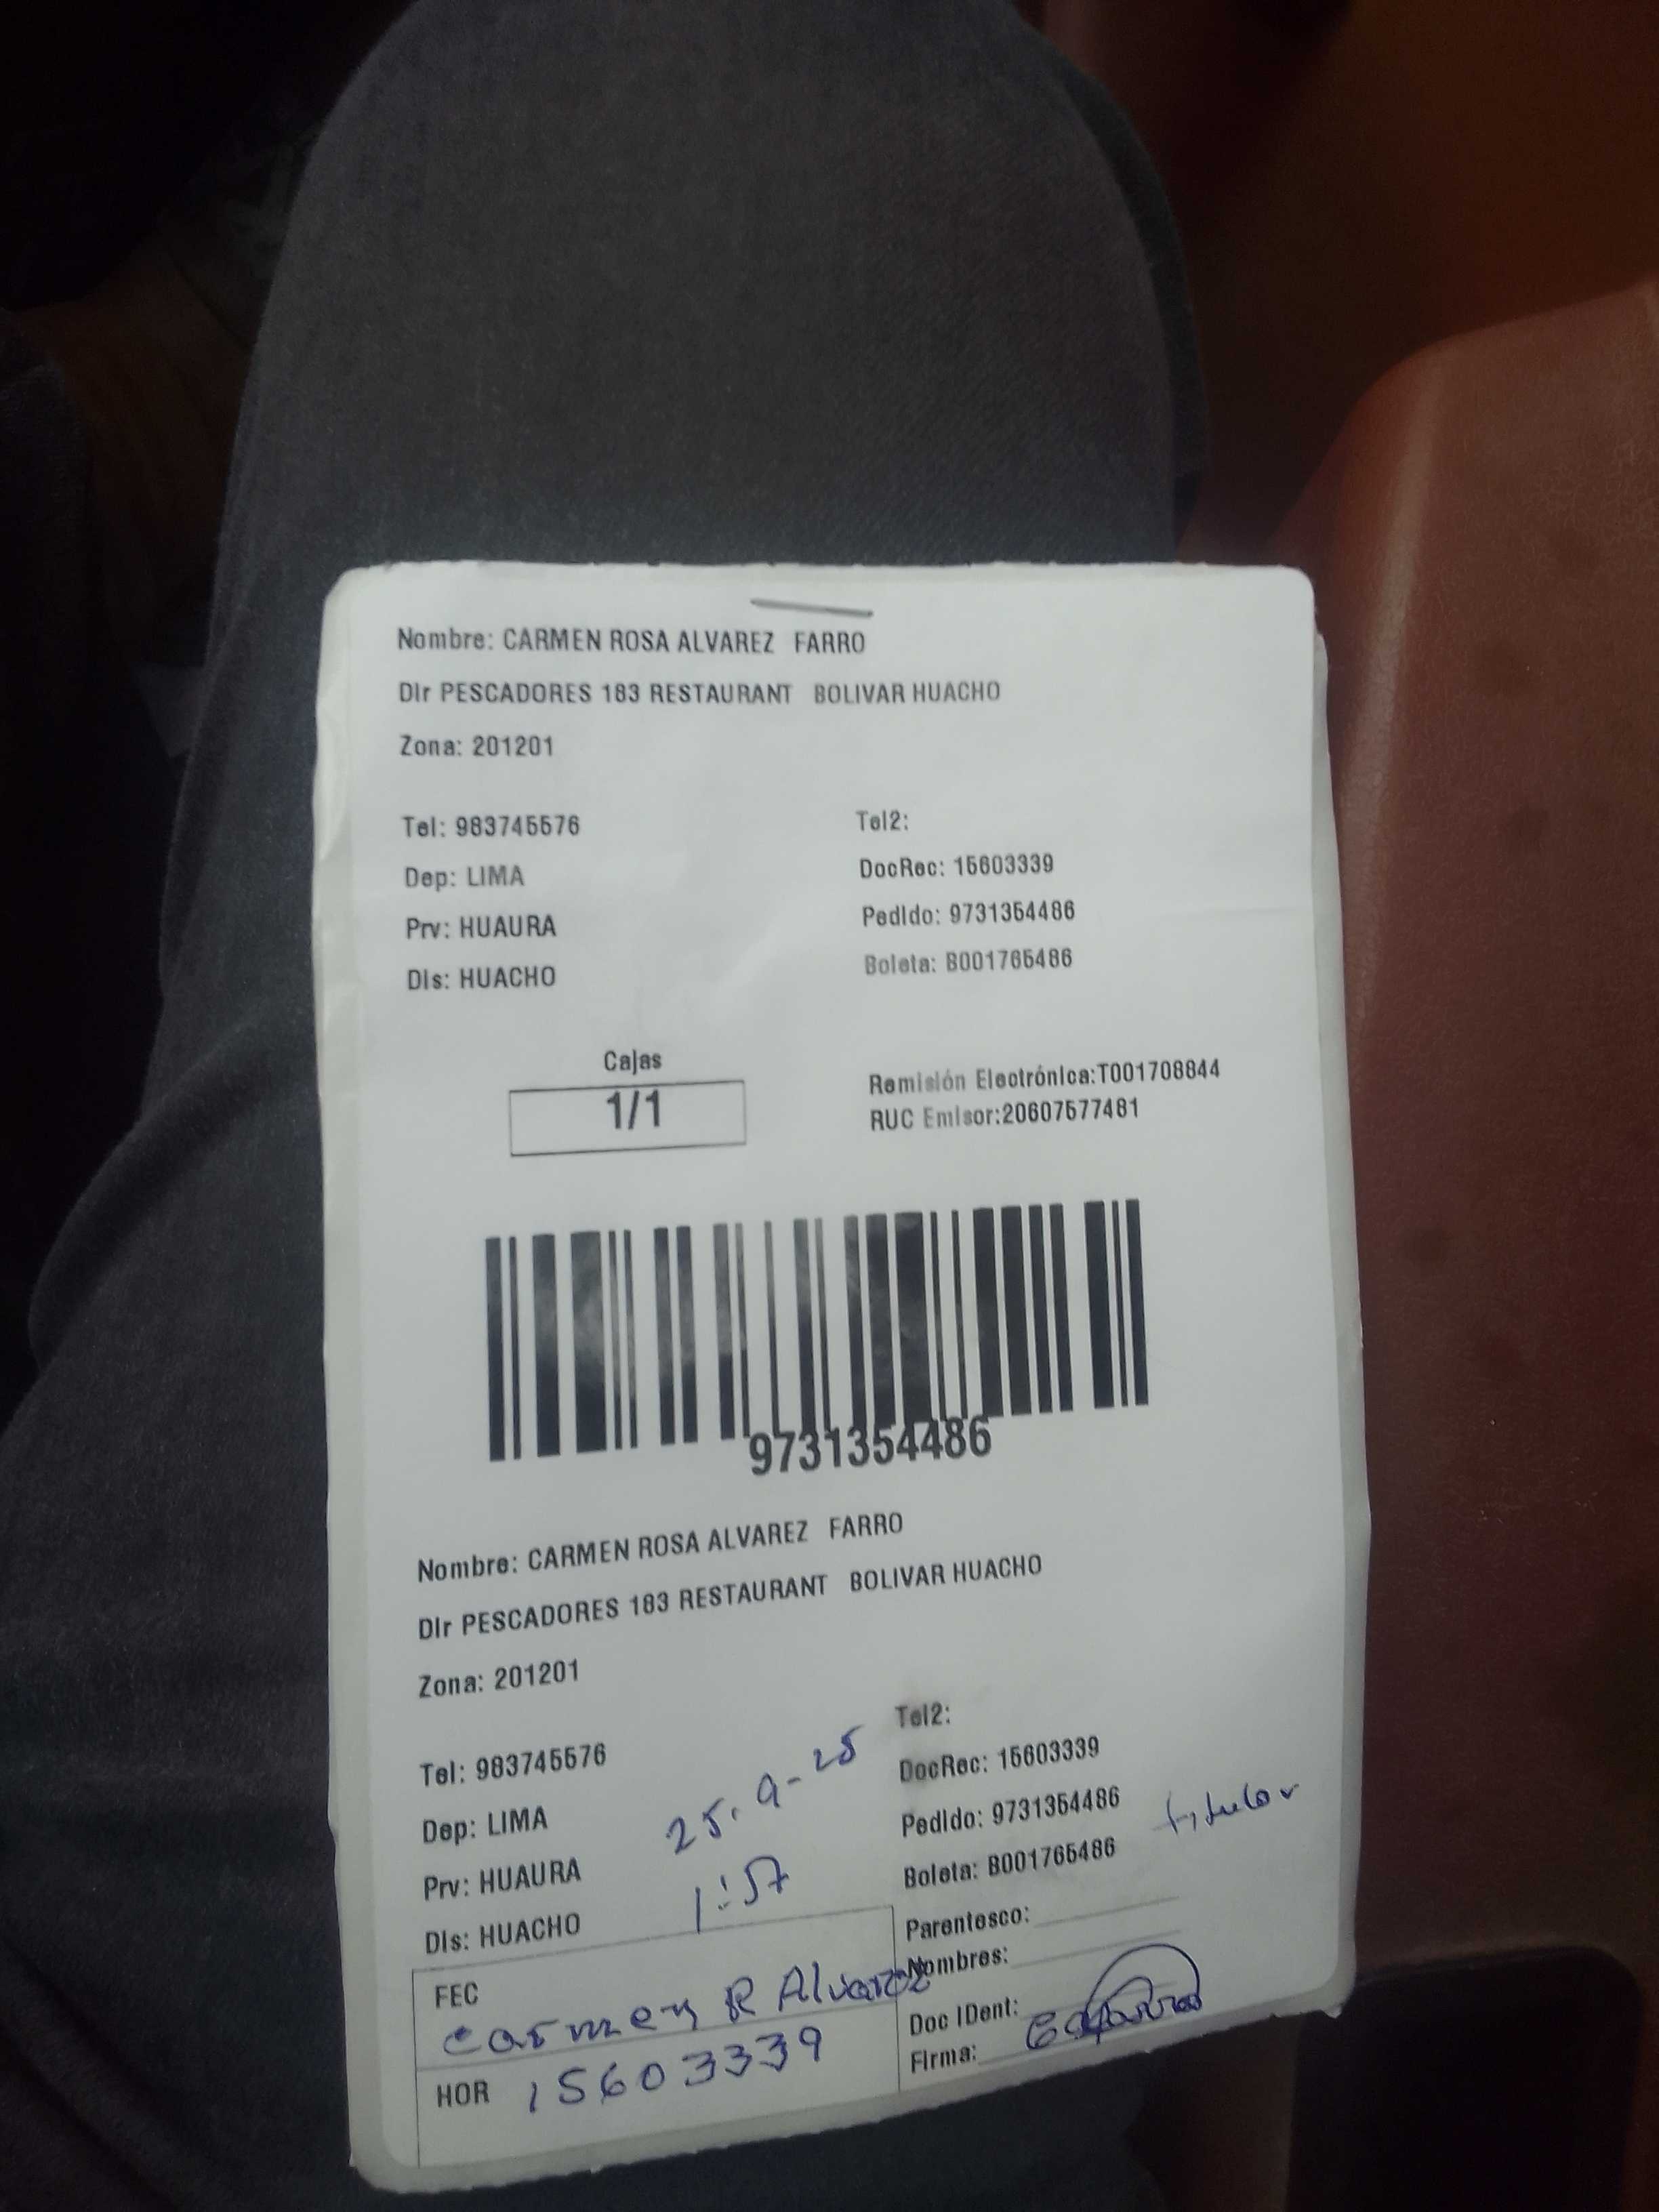 Nombre: CARMEN ROSA ALVAREZ FARRO
Dir PESCADORES 183 RESTAURANT BOLIVAR HUACHO
Zona: 201201
Tel: 983745576
Tel2:
Dep: LIMA
DocRec: 15603339
Prv: HUAURA
Pedido: 9731354486
Dis: HUACHO
Boleta: B001765486
Cajas
1/1
Remisión Electrónica:T001708844
RUC Emisor:20607577481
9731354486
Nombre: CARMEN ROSA ALVAREZ FARRO
Dir PESCADORES 183 RESTAURANT BOLIVAR HUACHO
Zona: 201201
Tel: 983745576
Tel2:
Dep: LIMA
25. 9-25
DocRec: 15603339
Prv: HUAURA
Pedido: 9731354486
titular
Dis: HUACHO
1:57
Boleta: B001765486
Parentesco:
FEC
Nombres:
Carmen R Alvarez
Doc IDent:
HOR 15603339
Firma: